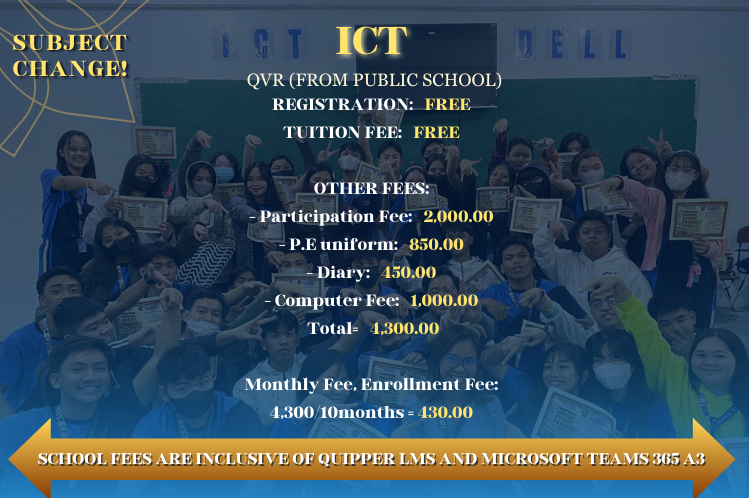 SUBJECT
CHANGE!
ICT DELL
ICT
QVR (FROM PUBLIC SCHOOL)
REGISTRATION: FREE
TUITION FEE: FREE
OTHER FEES:
- Participation Fee: 2,000.00
- P.E uniform: 850.00
- Diary: 450.00
- Computer Fee: 1,000.00
Total= 4,300.00
Monthly Fee, Enrollment Fee:
4,300/10months = 430.00
SCHOOL FEES ARE INCLUSIVE OF QUIPPER LMS AND MICROSOFT TEAMS 365 A3